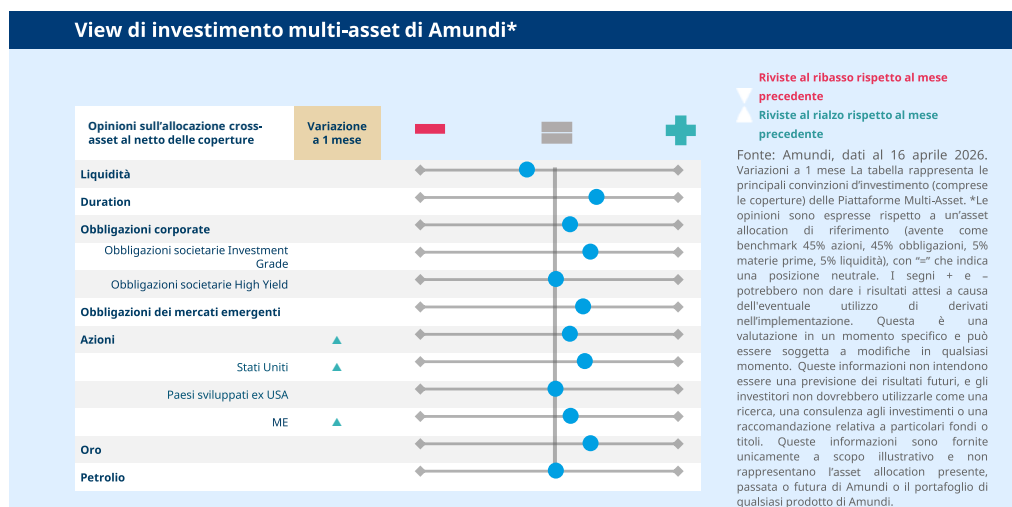 View di investimento multi-asset di Amundi*
Riviste al ribasso rispetto al mese
precedente
Riviste al rialzo rispetto al mese
precedente
Opinioni sull’allocazione cross-
asset al netto delle coperture
Variazione
a 1 mese
Liquidità
Duration
Obbligazioni corporate
Obbligazioni societarie Investment
Grade
Obbligazioni societarie High Yield
Obbligazioni dei mercati emergenti
Azioni
Stati Uniti
Paesi sviluppati ex USA
ME
Oro
Petrolio
Fonte: Amundi, dati al 16 aprile 2026.
Variazioni a 1 mese La tabella rappresenta le
principali convinzioni d’investimento (comprese
le coperture) delle Piattaforme Multi-Asset. *Le
opinioni sono espresse rispetto a un’asset
allocation di riferimento (avente come
benchmark 45% azioni, 45% obbligazioni, 5%
materie prime, 5% liquidità), con “=” che indica
una posizione neutrale. I segni + e –
potrebbero non dare i risultati attesi a causa
dell'eventuale utilizzo di derivati
nell’implementazione. Questa è una
valutazione in un momento specifico e può
essere soggetta a modifiche in qualsiasi
momento. Queste informazioni non intendono
essere una previsione dei risultati futuri, e gli
investitori non dovrebbero utilizzarle come una
ricerca, una consulenza agli investimenti o una
raccomandazione relativa a particolari fondi o
titoli. Queste informazioni sono fornite
unicamente a scopo illustrativo e non
rappresentano l’asset allocation presente,
passata o futura di Amundi o il portafoglio di
qualsiasi prodotto di Amundi.